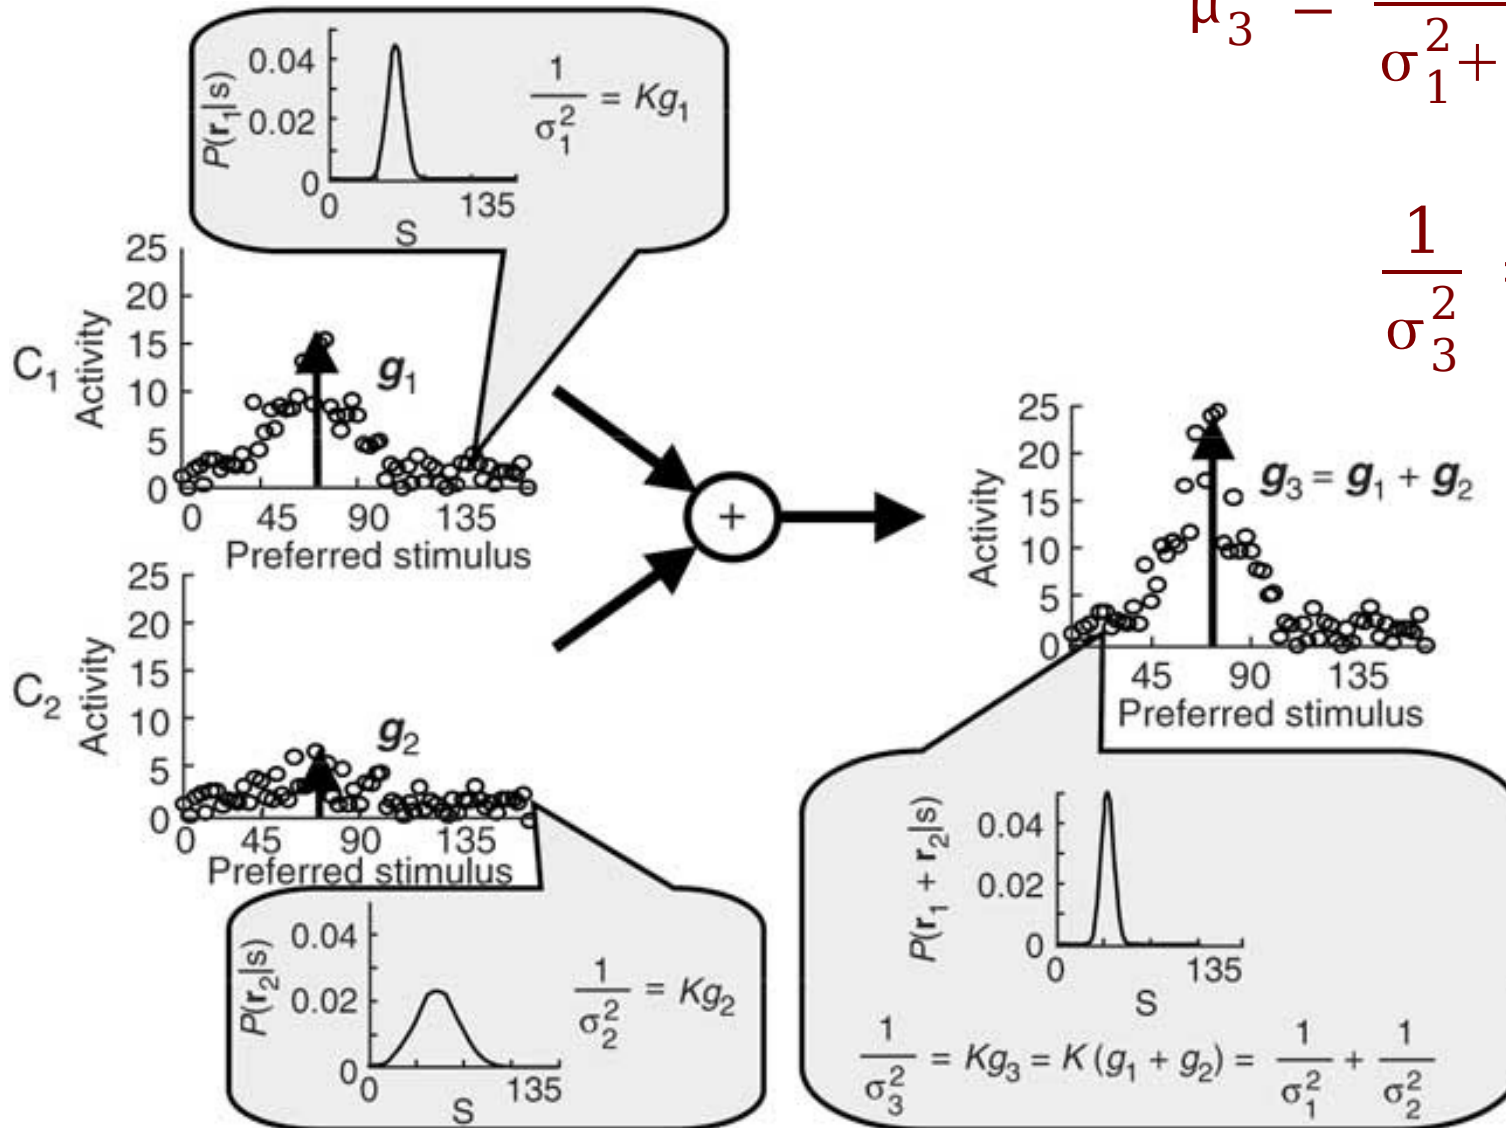 μ₃ =
σ₁² +
1
σ₃²
0.04
0.02
0
P(r₁|s)
0 135
S
1/σ₁² = Kg₁
C₁
Activity
25
20
15
10
5
0
g₁
0 45 90 135
Preferred stimulus
+
C₂
Activity
25
20
15
10
5
0
g₂
0 45 90 135
Preferred stimulus
P(r₂|s)
0.04
0.02
0
0 135
S
1/σ₂² = Kg₂
Activity
25
20
15
10
5
0
g₃ = g₁ + g₂
45 90 135
Preferred stimulus
P(r₁ + r₂|s)
0.04
0.02
0
0 135
S
1/σ₃² = Kg₃ = K (g₁ + g₂) = 1/σ₁² + 1/σ₂²